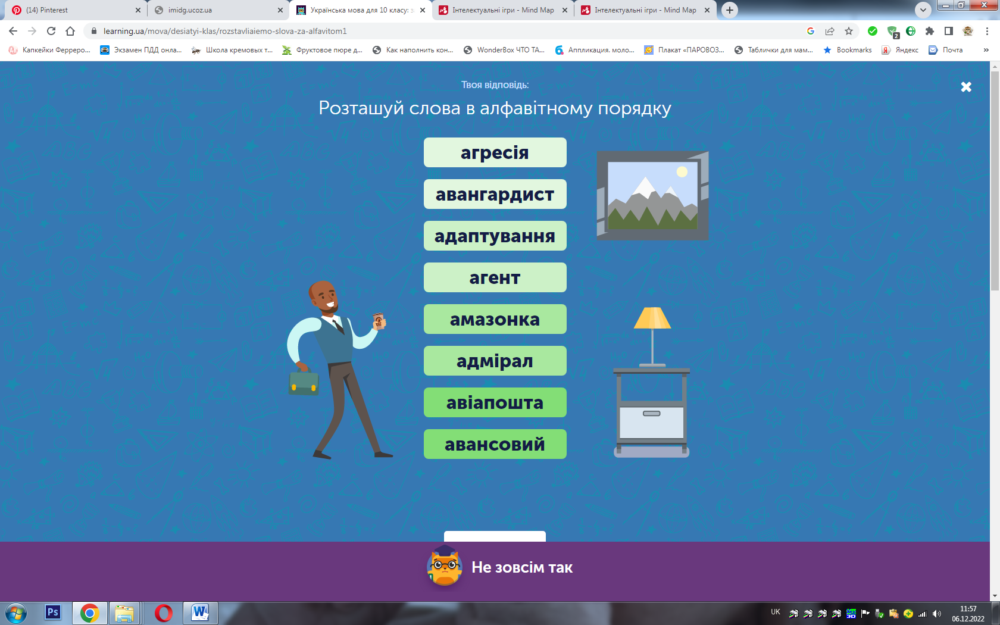 (14) Pinterest
imidg.ucoz.ua
Українська мова для 10 класу: з
Інтелектуальні ігри - Mind Map
Інтелектуальні ігри - Mind Map
learning.ua/mova/desiatyi-klas/rozstavliaiemo-slova-za-alfavitom1
2
Капкейки Ферреро...
Экзамен ПДД онла...
Школа кремовых т...
Фруктовое пюре д...
Как наполнить кон...
WonderBox ЧТО ТА...
Аппликация. моло...
Плакат «ПАРОВОЗ...
Таблички для мам...
Bookmarks
Яндекс
Почта
»
Твоя відповідь:
Розташуй слова в алфавітному порядку
агресія
авангардист
адаптування
агент
амазонка
адмірал
авіапошта
авансовий
Не зовсім так
Ps
W
UK
11:57
06.12.2022